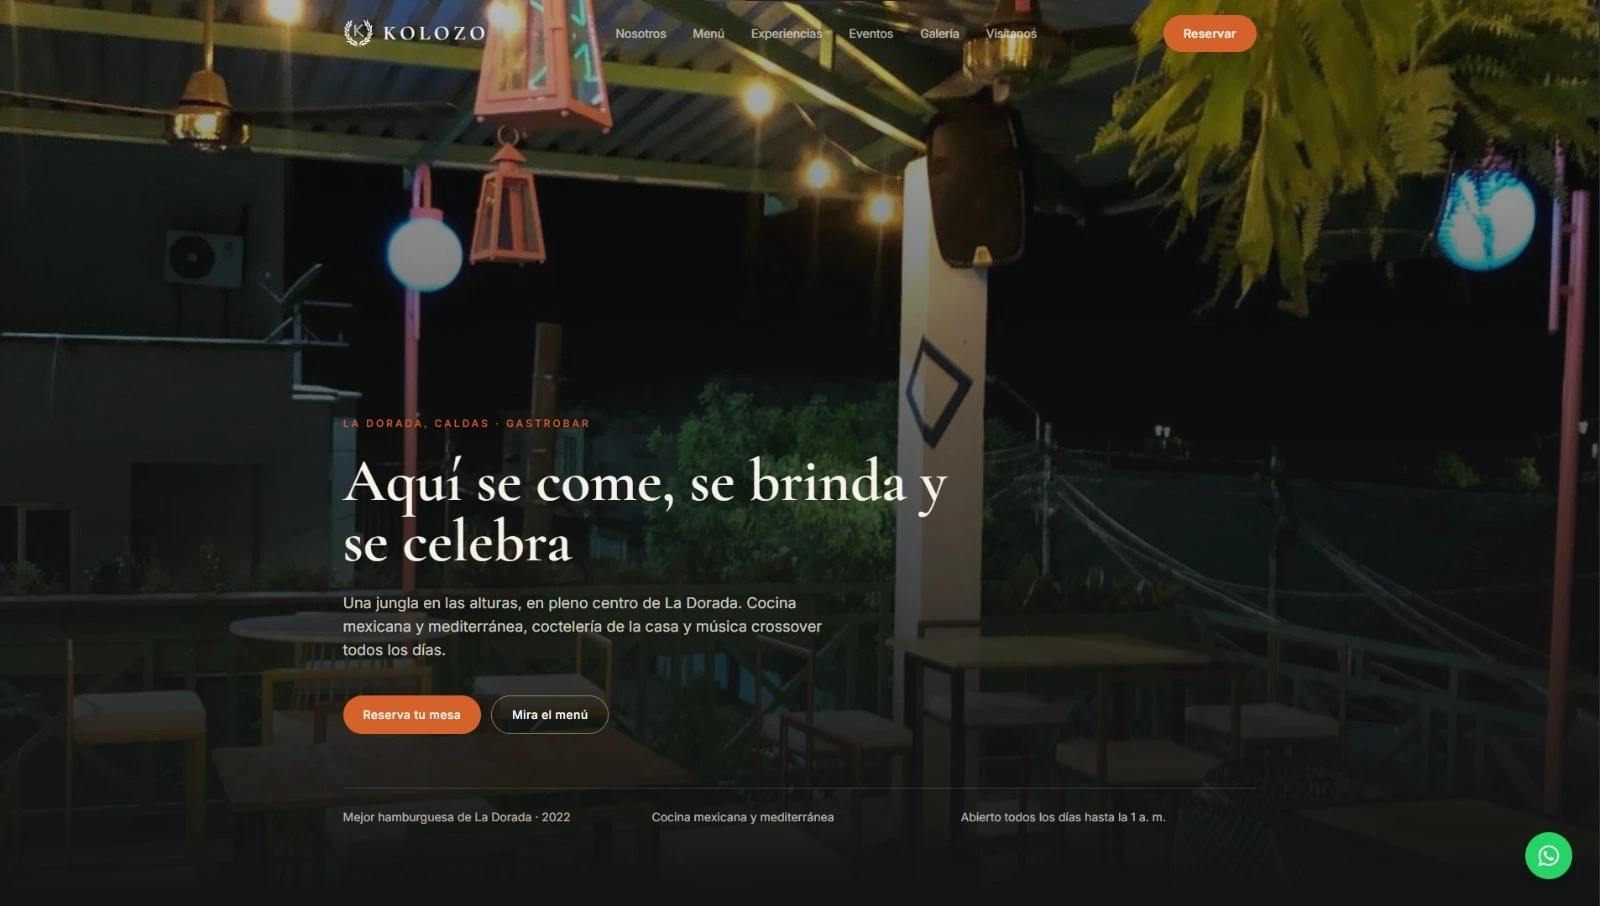 KOLOZO
Nosotros
Menú
Experiencias
Eventos
Galería
Visítanos
Reservar
LA DORADA, CALDAS · GASTROBAR
Aquí se come, se brinda y
se celebra
Una jungla en las alturas, en pleno centro de La Dorada. Cocina
mexicana y mediterránea, coctelería de la casa y música crossover
todos los días.
Reserva tu mesa
Mira el menú
Mejor hamburguesa de La Dorada · 2022
Cocina mexicana y mediterránea
Abierto todos los días hasta la 1 a. m.